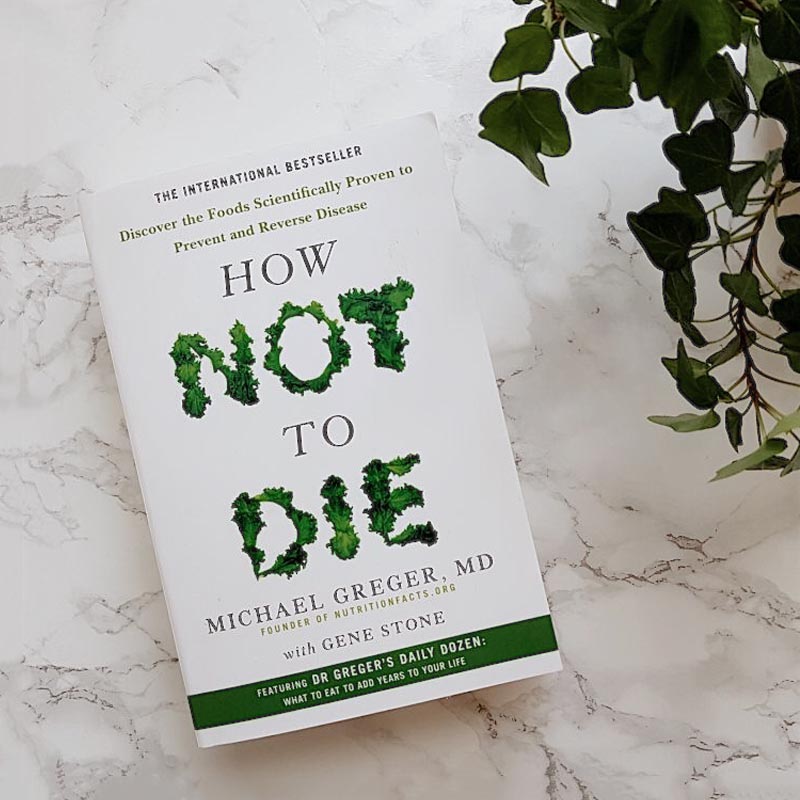 THE INTERNATIONAL BESTSELLER
Discover the Foods Scientifically Proven to
Prevent and Reverse Disease
HOW
NOT
TO
DIE
MICHAEL GREGER, MD
FOUNDER OF NUTRITIONFACTS.ORG
with GENE STONE
FEATURING DR GREGER'S DAILY DOZEN:
WHAT TO EAT TO ADD YEARS TO YOUR LIFE